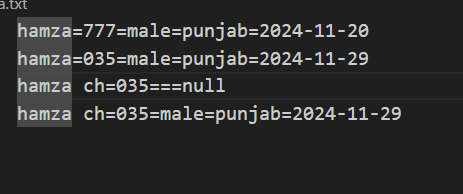 a.txt
hamza=777=male=punjab=2024-11-20
hamza=035=male=punjab=2024-11-29
hamza ch=035===null
hamza ch=035=male=punjab=2024-11-29